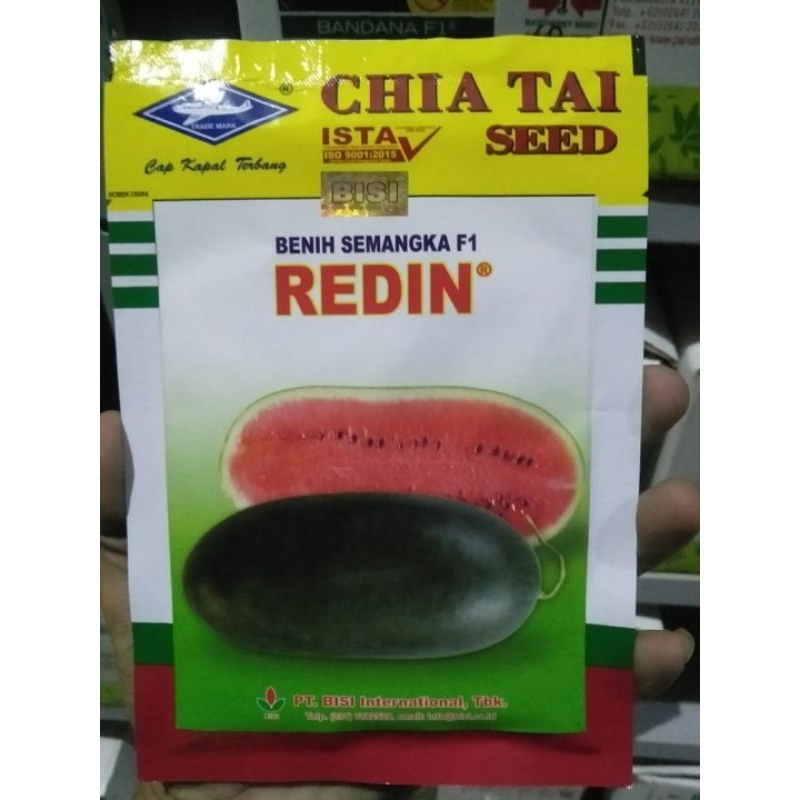 BANDANA F1
CHIA TAI
SEED
®
TRADE MARK
Cap Kapal Terbang
ISTA
ISO 9001:2015
BISI
BENIH SEMANGKA F1
REDIN®
BISI
PT. BISI International, Tbk.